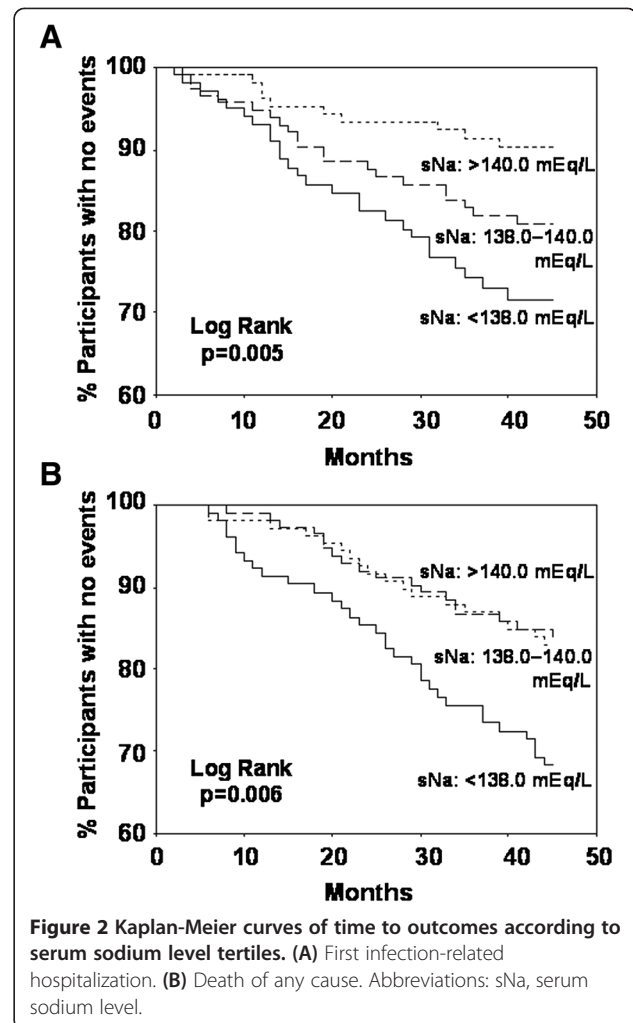 A
% Participants with no events
100
90
80
70
60
sNa: >140.0 mEq/L
sNa: 138.0–140.0
mEq/L
sNa: <138.0 mEq/L
Log Rank
p=0.005
0 10 20 30 40 50
Months
B
% Participants with no events
100
90
80
70
60
sNa: >140.0 mEq/L
sNa: 138.0–140.0
mEq/L
sNa: <138.0 mEq/L
Log Rank
p=0.006
0 10 20 30 40 50
Months
Figure 2 Kaplan-Meier curves of time to outcomes according to
serum sodium level tertiles. (A) First infection-related
hospitalization. (B) Death of any cause. Abbreviations: sNa, serum
sodium level.